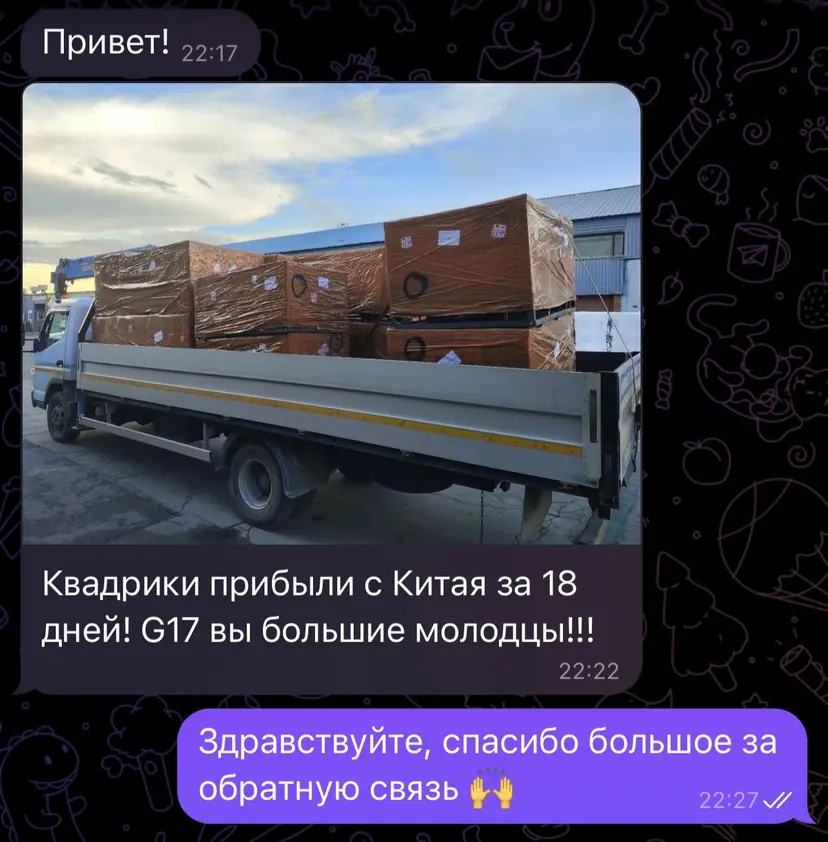 Привет! 22:17
Квадрики прибыли с Китая за 18
дней! G17 вы большие молодцы!!!
22:22
Здравствуйте, спасибо большое за
обратную связь 🙌
22:27